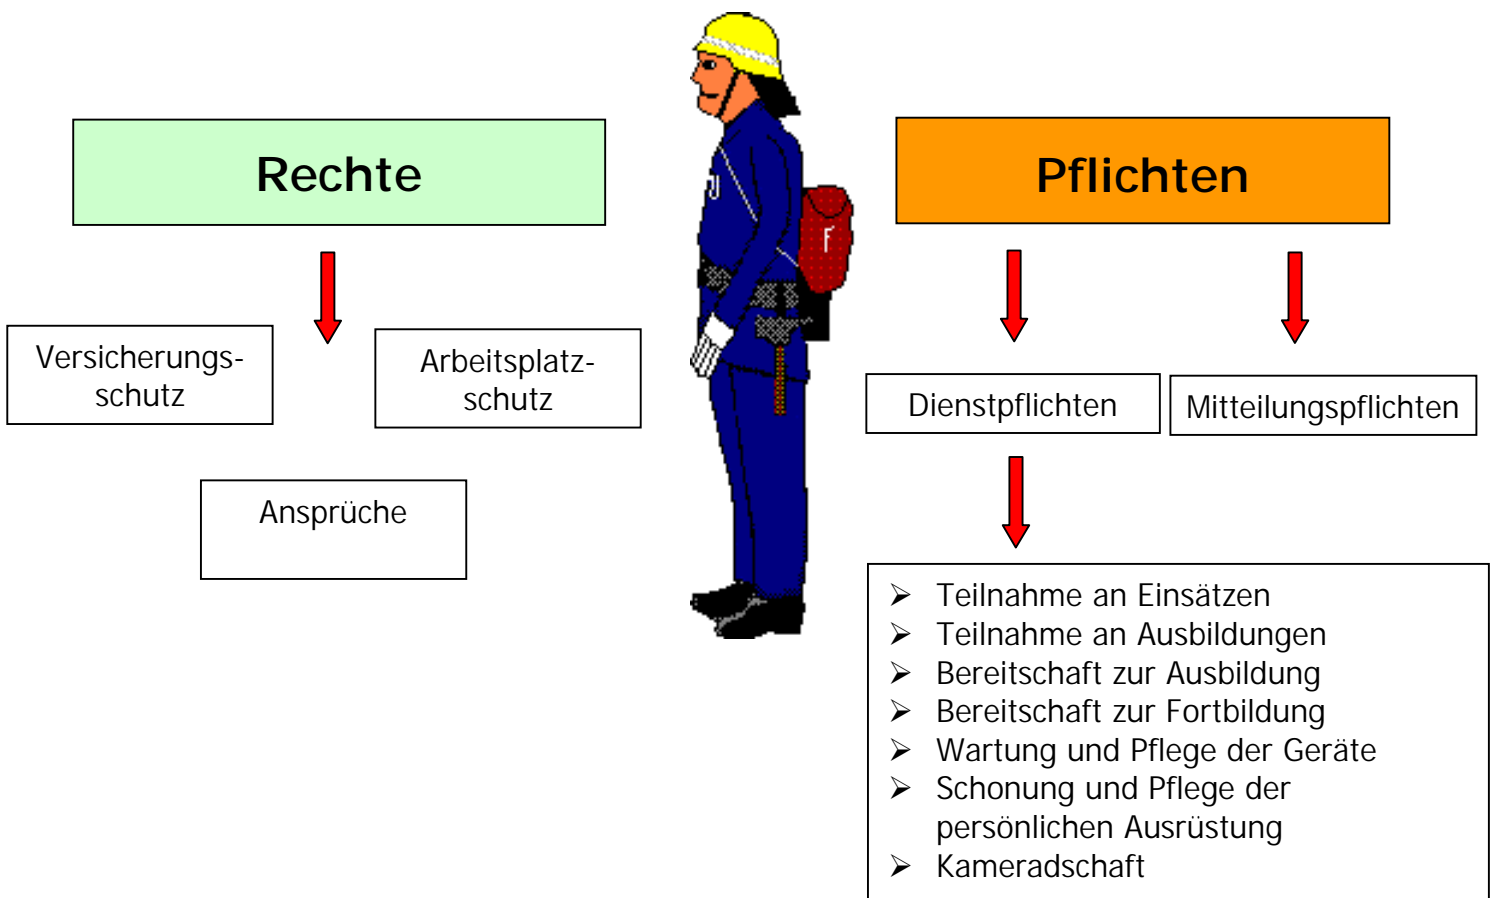 Rechte
Versicherungs-
schutz
Arbeitsplatz-
schutz
Ansprüche
F
Pflichten
Dienstpflichten
Mitteilungspflichten
➢ Teilnahme an Einsätzen
➢ Teilnahme an Ausbildungen
➢ Bereitschaft zur Ausbildung
➢ Bereitschaft zur Fortbildung
➢ Wartung und Pflege der Geräte
➢ Schonung und Pflege der
persönlichen Ausrüstung
➢ Kameradschaft